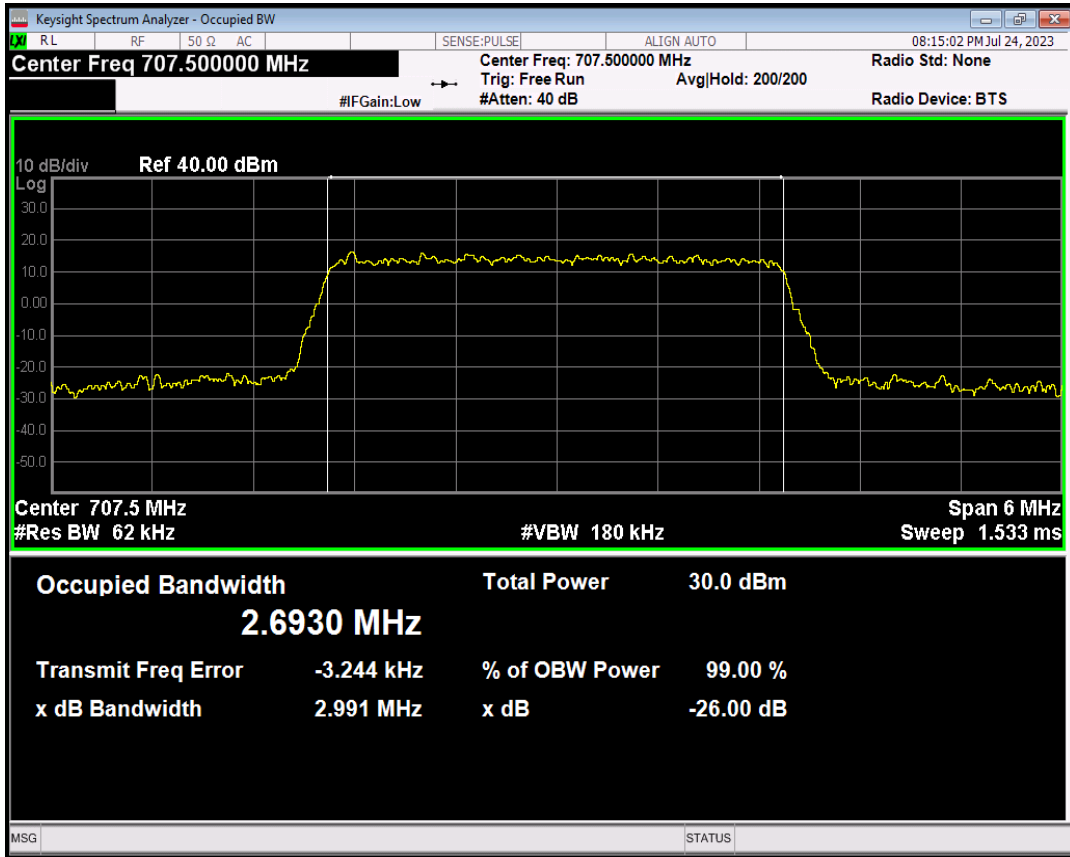 Keysight Spectrum Analyzer - Occupied BW
LXI RL RF 50 Ω AC SENSE:PULSE ALIGN AUTO 08:15:02 PM Jul 24, 2023
Center Freq 707.500000 MHz Center Freq: 707.500000 MHz Radio Std: None
Trig: Free Run Avg|Hold: 200/200
#IFGain:Low #Atten: 40 dB Radio Device: BTS
10 dB/div Ref 40.00 dBm
Log
30.0
20.0
10.0
0.00
-10.0
-20.0
-30.0
-40.0
-50.0
Center 707.5 MHz Span 6 MHz
#Res BW 62 kHz #VBW 180 kHz Sweep 1.533 ms
Occupied Bandwidth Total Power 30.0 dBm
2.6930 MHz
Transmit Freq Error -3.244 kHz % of OBW Power 99.00 %
x dB Bandwidth 2.991 MHz x dB -26.00 dB
MSG STATUS